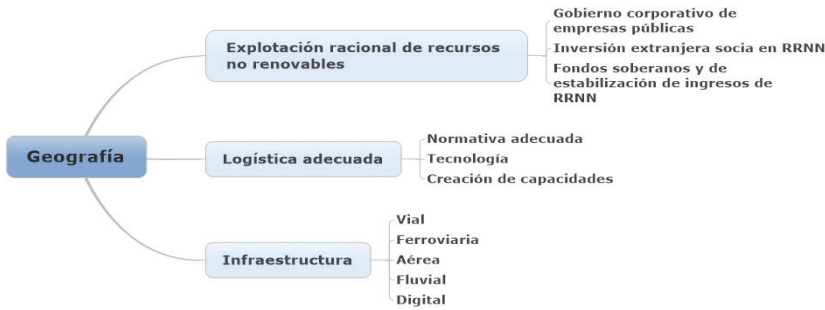 Geografía
Explotación racional de recursos
no renovables
Gobierno corporativo de
empresas públicas
Inversión extranjera socia en RRNN
Fondos soberanos y de
estabilización de ingresos de
RRNN
Logística adecuada
Normativa adecuada
Tecnología
Creación de capacidades
Infraestructura
Vial
Ferroviaria
Aérea
Fluvial
Digital